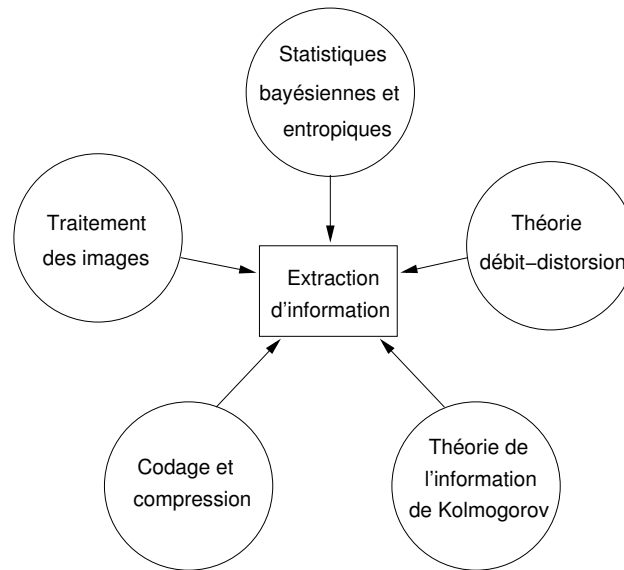 Statistiques
bayésiennes et
entropiques
Traitement
des images
Théorie
débit–distorsion
Extraction
d'information
Codage et
compression
Théorie de
l'information
de Kolmogorov